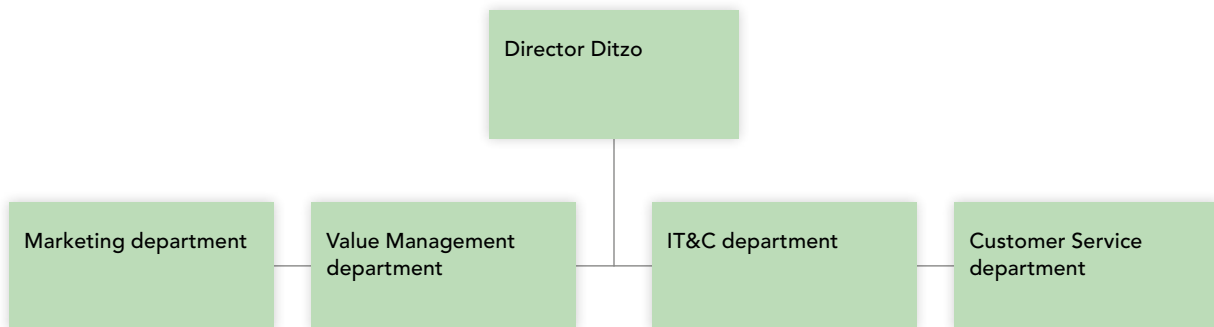 Director Ditzo
Marketing department
Value Management
department
IT&C department
Customer Service
department